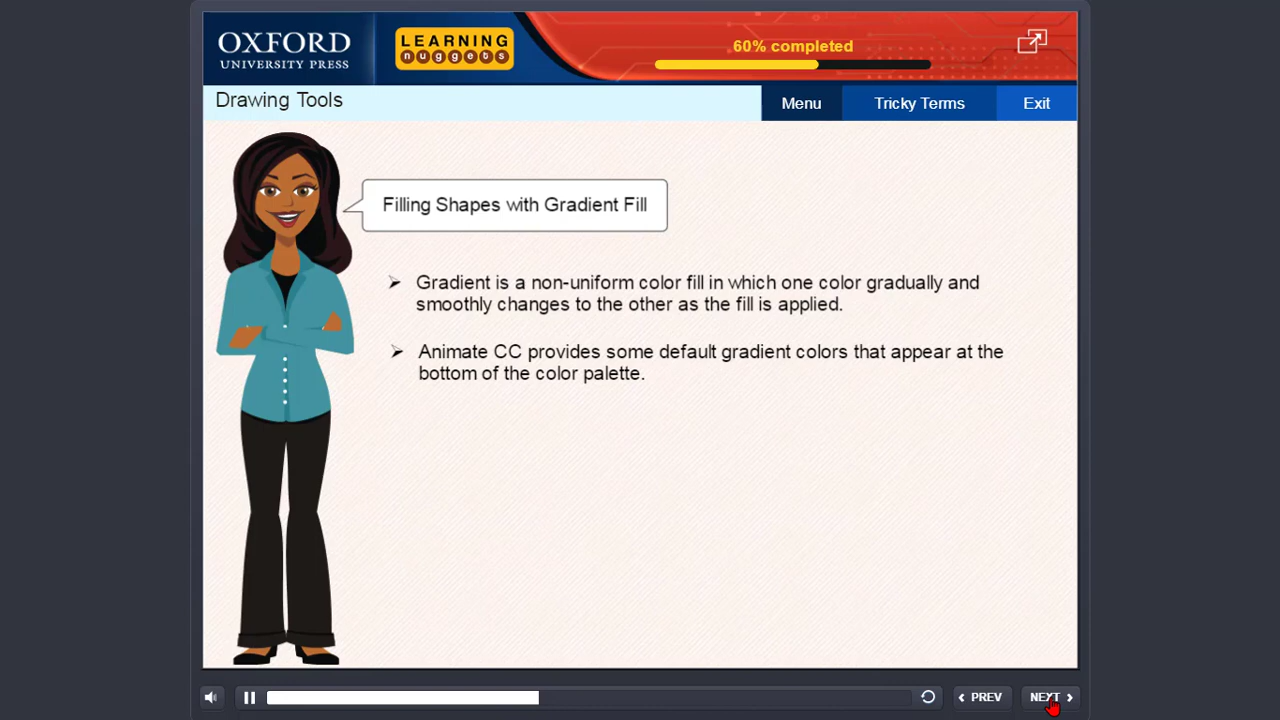 OXFORD
UNIVERSITY PRESS
LEARNING
nuggets
60% completed
Drawing Tools
Menu
Tricky Terms
Exit
Filling Shapes with Gradient Fill
Gradient is a non-uniform color fill in which one color gradually and
smoothly changes to the other as the fill is applied.
Animate CC provides some default gradient colors that appear at the
bottom of the color palette.
PREV
NEXT